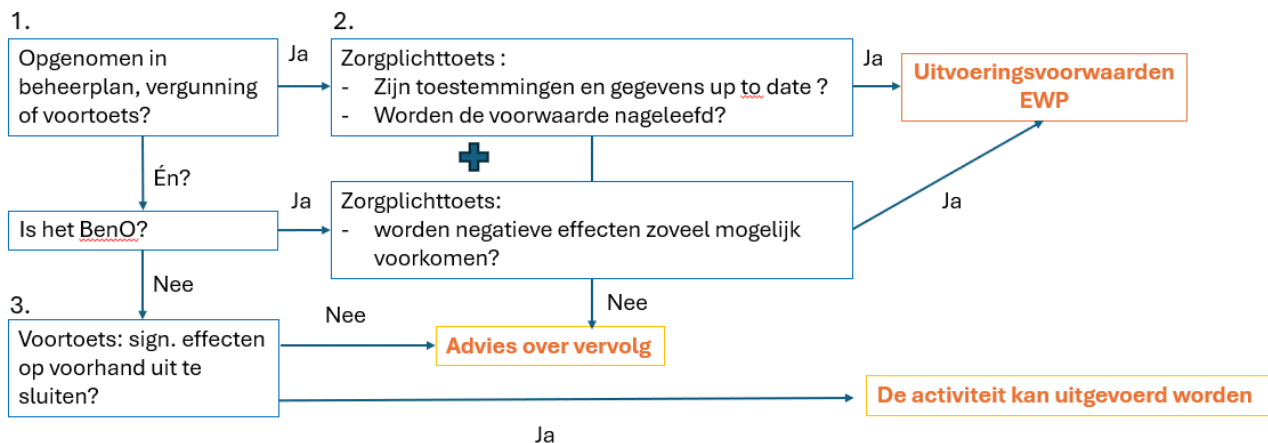 1.
Opgenomen in
beheerplan, vergunning
of voortoets?
Ja
2.
Zorgplichttoets :
- Zijn toestemmingen en gegevens up to date ?
- Worden de voorwaarde nageleefd?
Ja
Uitvoeringsvoorwaarden
EWP
Én?
Is het BenO?
Ja
Zorgplichttoets:
- worden negatieve effecten zoveel mogelijk
voorkomen?
Ja
Nee
Nee
3.
Voortoets: sign. effecten
op voorhand uit te
sluiten?
Nee
Advies over vervolg
De activiteit kan uitgevoerd worden
Ja